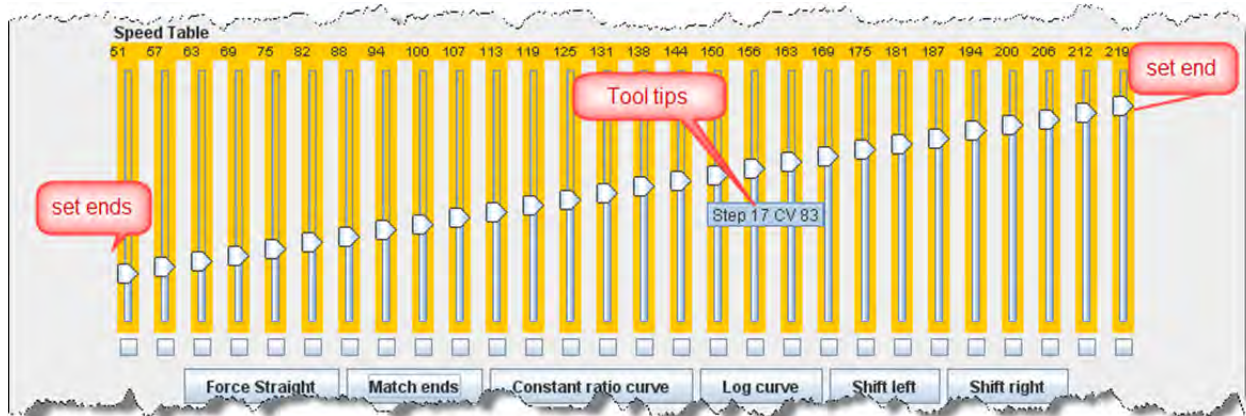 Speed Table
51 57 63 69 75 82 88 94 100 107 113 119 125 131 138 144 150 156 163 169 175 181 187 194 200 206 212 219
set end
Tool tips
set ends
Step 17 CV 83
Force Straight Match ends Constant ratio curve Log curve Shift left Shift right